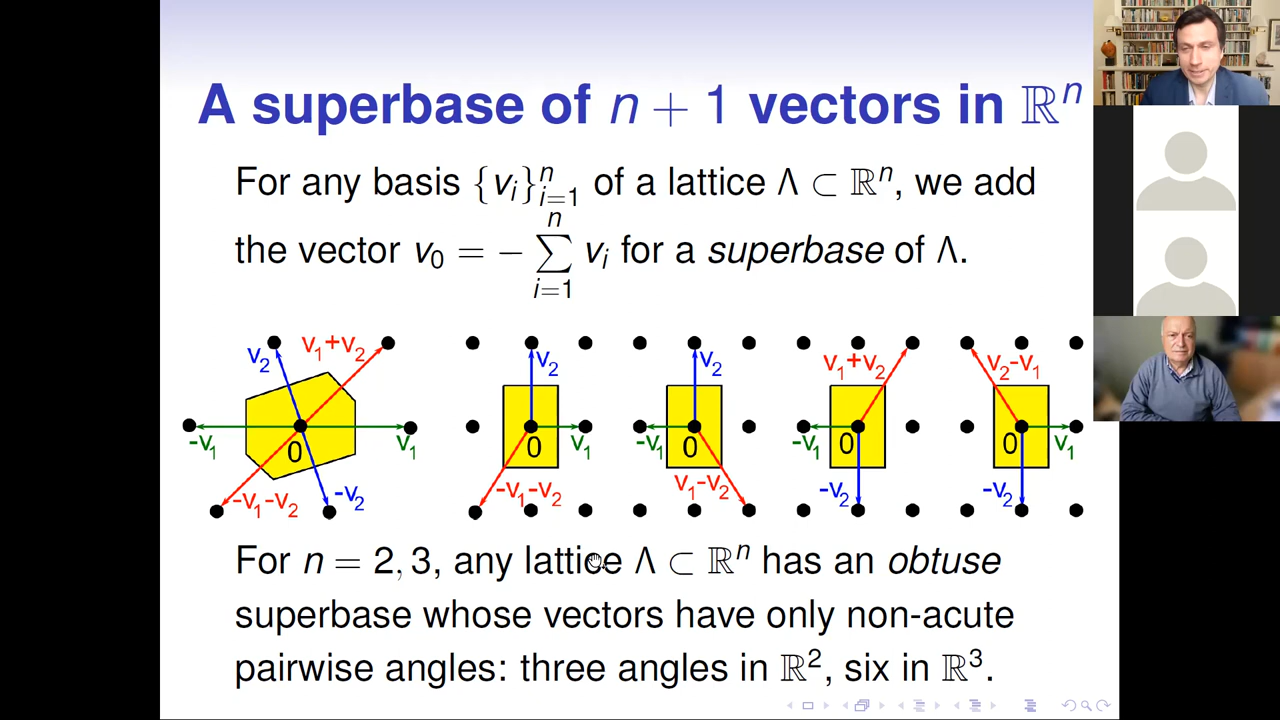 A superbase of n + 1 vectors in ℝⁿ
For any basis {vᵢ}ⁿᵢ₌₁ of a lattice Λ ⊂ ℝⁿ, we add
the vector v₀ = − ∑ⁿᵢ₌₁ vᵢ for a superbase of Λ.
v₂ v₁+v₂ v₂ v₂ v₁+v₂ v₂-v₁
-v₁ 0 v₁ 0 v₁ -v₁ 0 -v₁ 0 0 v₁
-v₁-v₂ -v₂ -v₁-v₂ v₁-v₂ -v₂ -v₂
For n = 2, 3, any lattice Λ ⊂ ℝⁿ has an obtuse
superbase whose vectors have only non-acute
pairwise angles: three angles in ℝ², six in ℝ³.